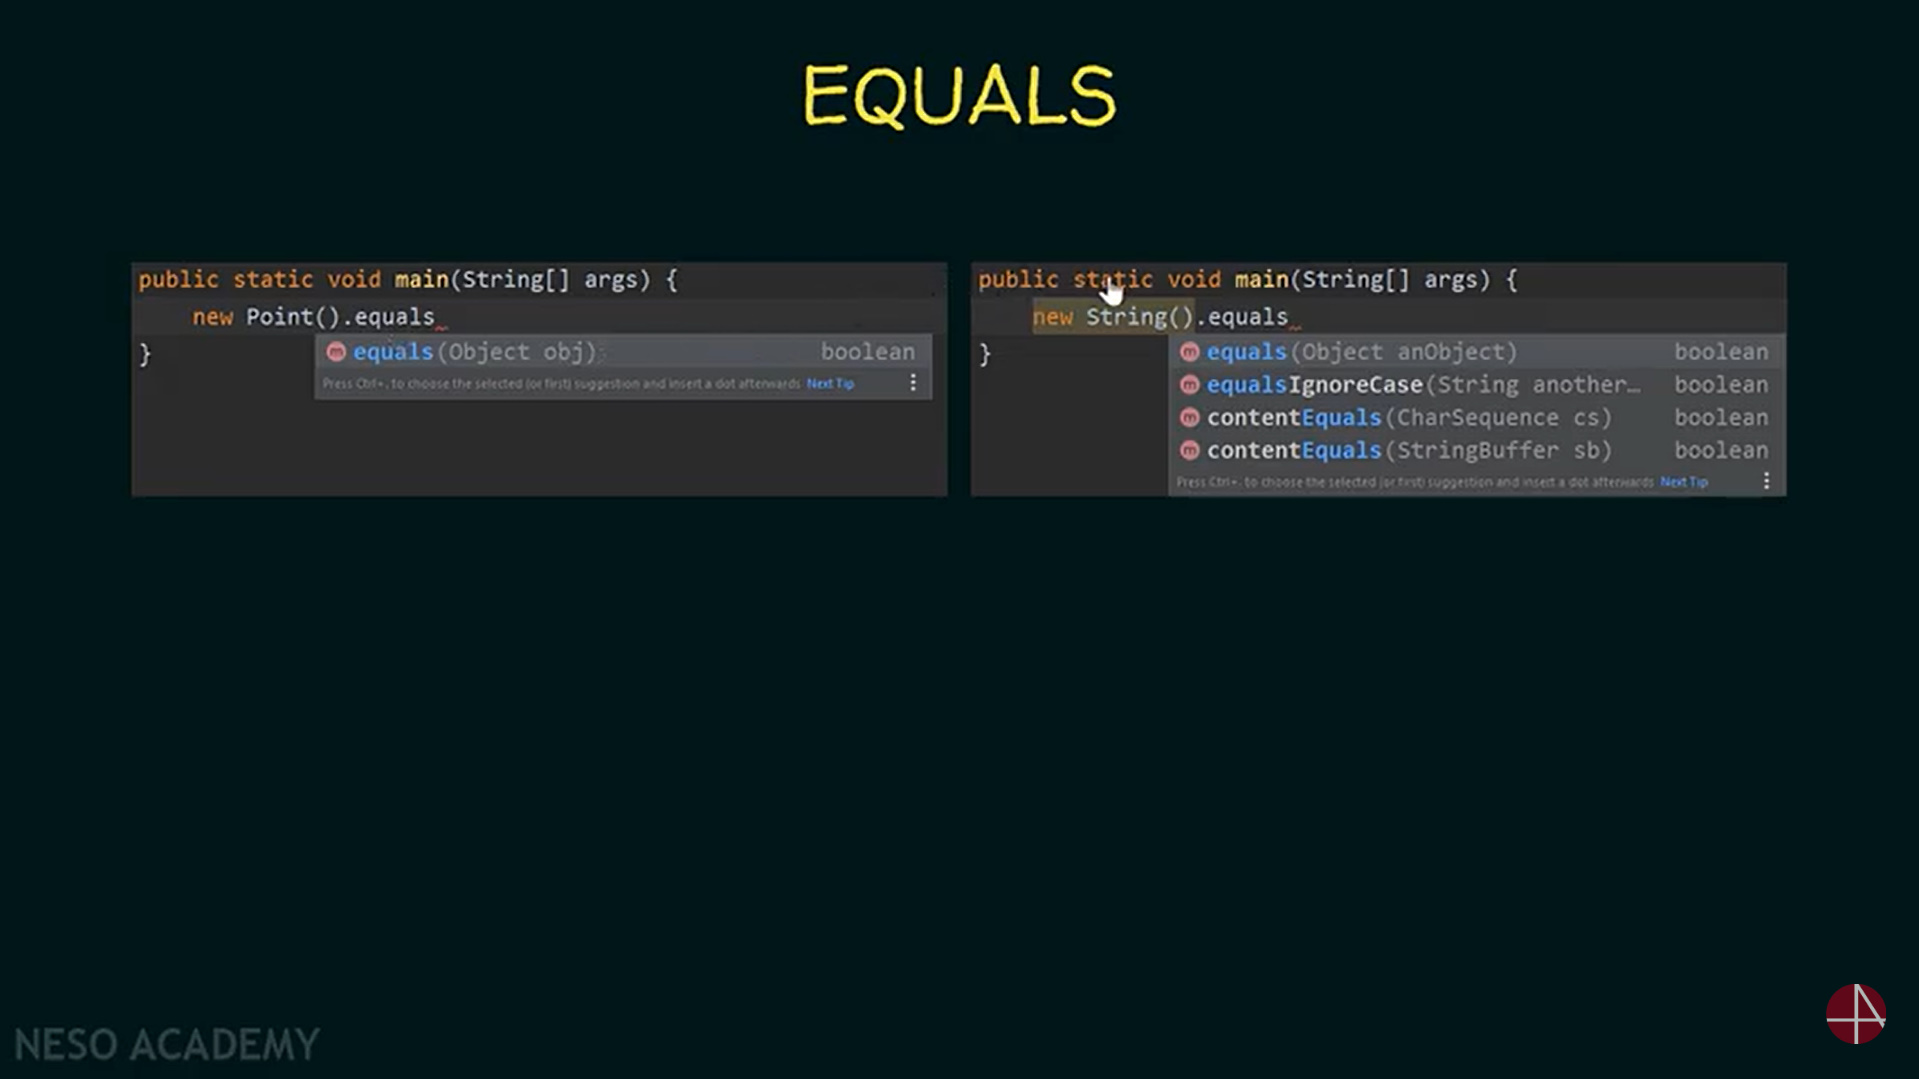 EQUALS
public static void main(String[] args) {
new Point().equals
}
equals(Object obj) boolean
Press Ctrl+. to choose the selected (or first) suggestion and insert a dot afterwards Next Tip
public static void main(String[] args) {
new String().equals
}
equals(Object anObject) boolean
equalsIgnoreCase(String another… boolean
contentEquals(CharSequence cs) boolean
contentEquals(StringBuffer sb) boolean
Press Ctrl+. to choose the selected (or first) suggestion and insert a dot afterwards Next Tip
NESO ACADEMY